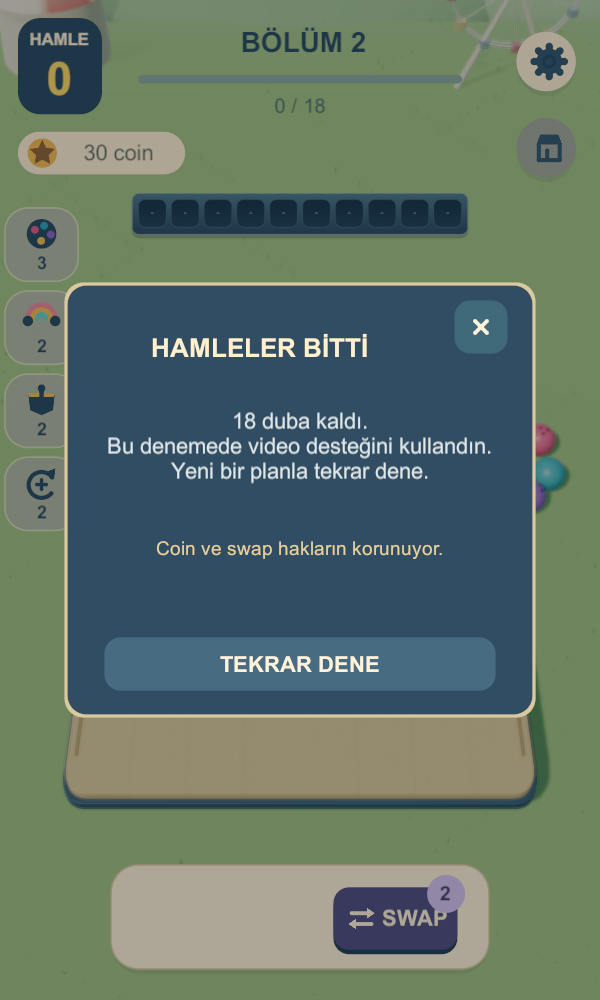 HAMLE
0
BÖLÜM 2
0 / 18
30 coin
3
2
2
2
HAMLELER BİTTİ
18 duba kaldı.
Bu denemede video desteğini kullandın.
Yeni bir planla tekrar dene.
Coin ve swap hakların korunuyor.
TEKRAR DENE
2
SWAP